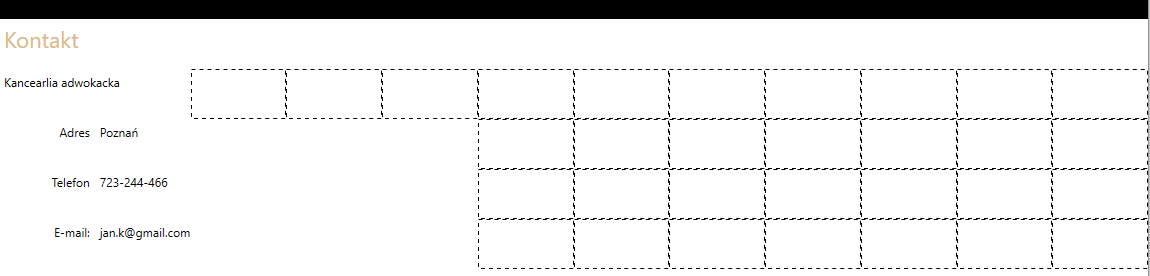 Kontakt
Kancearlia adwokacka
Adres Poznań
Telefon 723-244-466
E-mail: jan.k@gmail.com